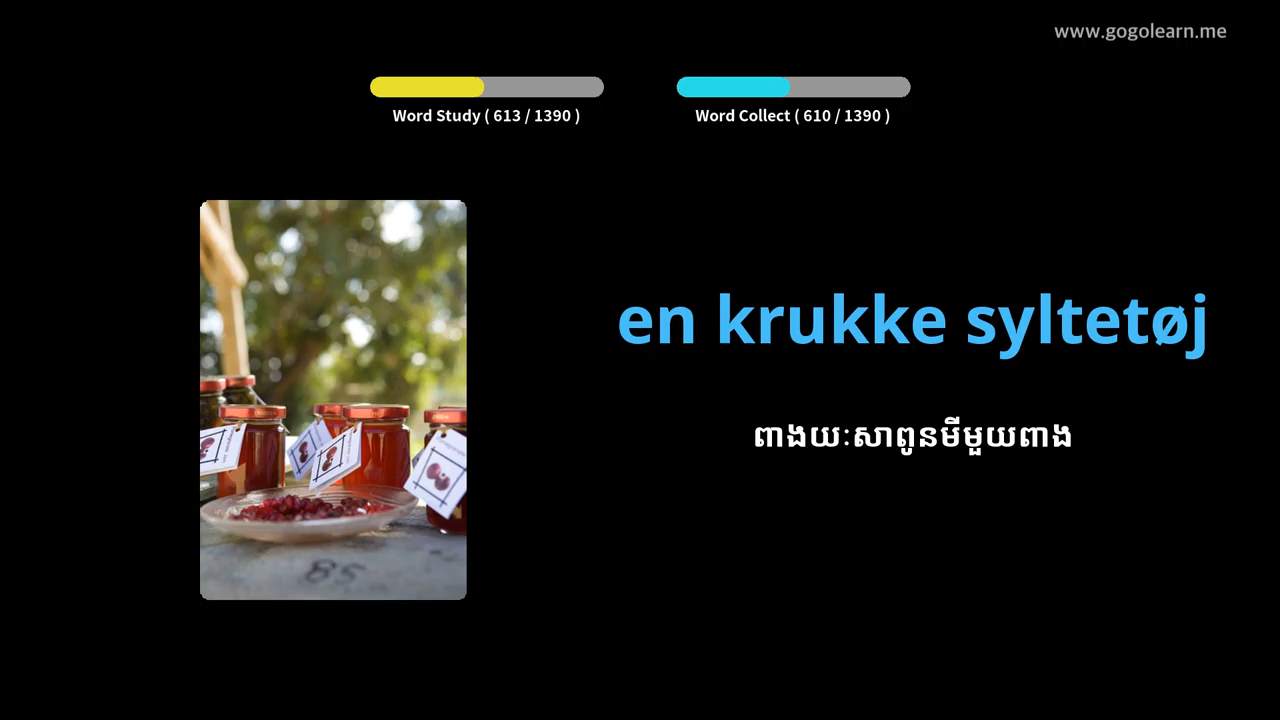 www.gogolearn.me
Word Study ( 613 / 1390 )
Word Collect ( 610 / 1390 )
en krukke syltetøj
ពាងយៈសាពូនមីមួយពាង
85